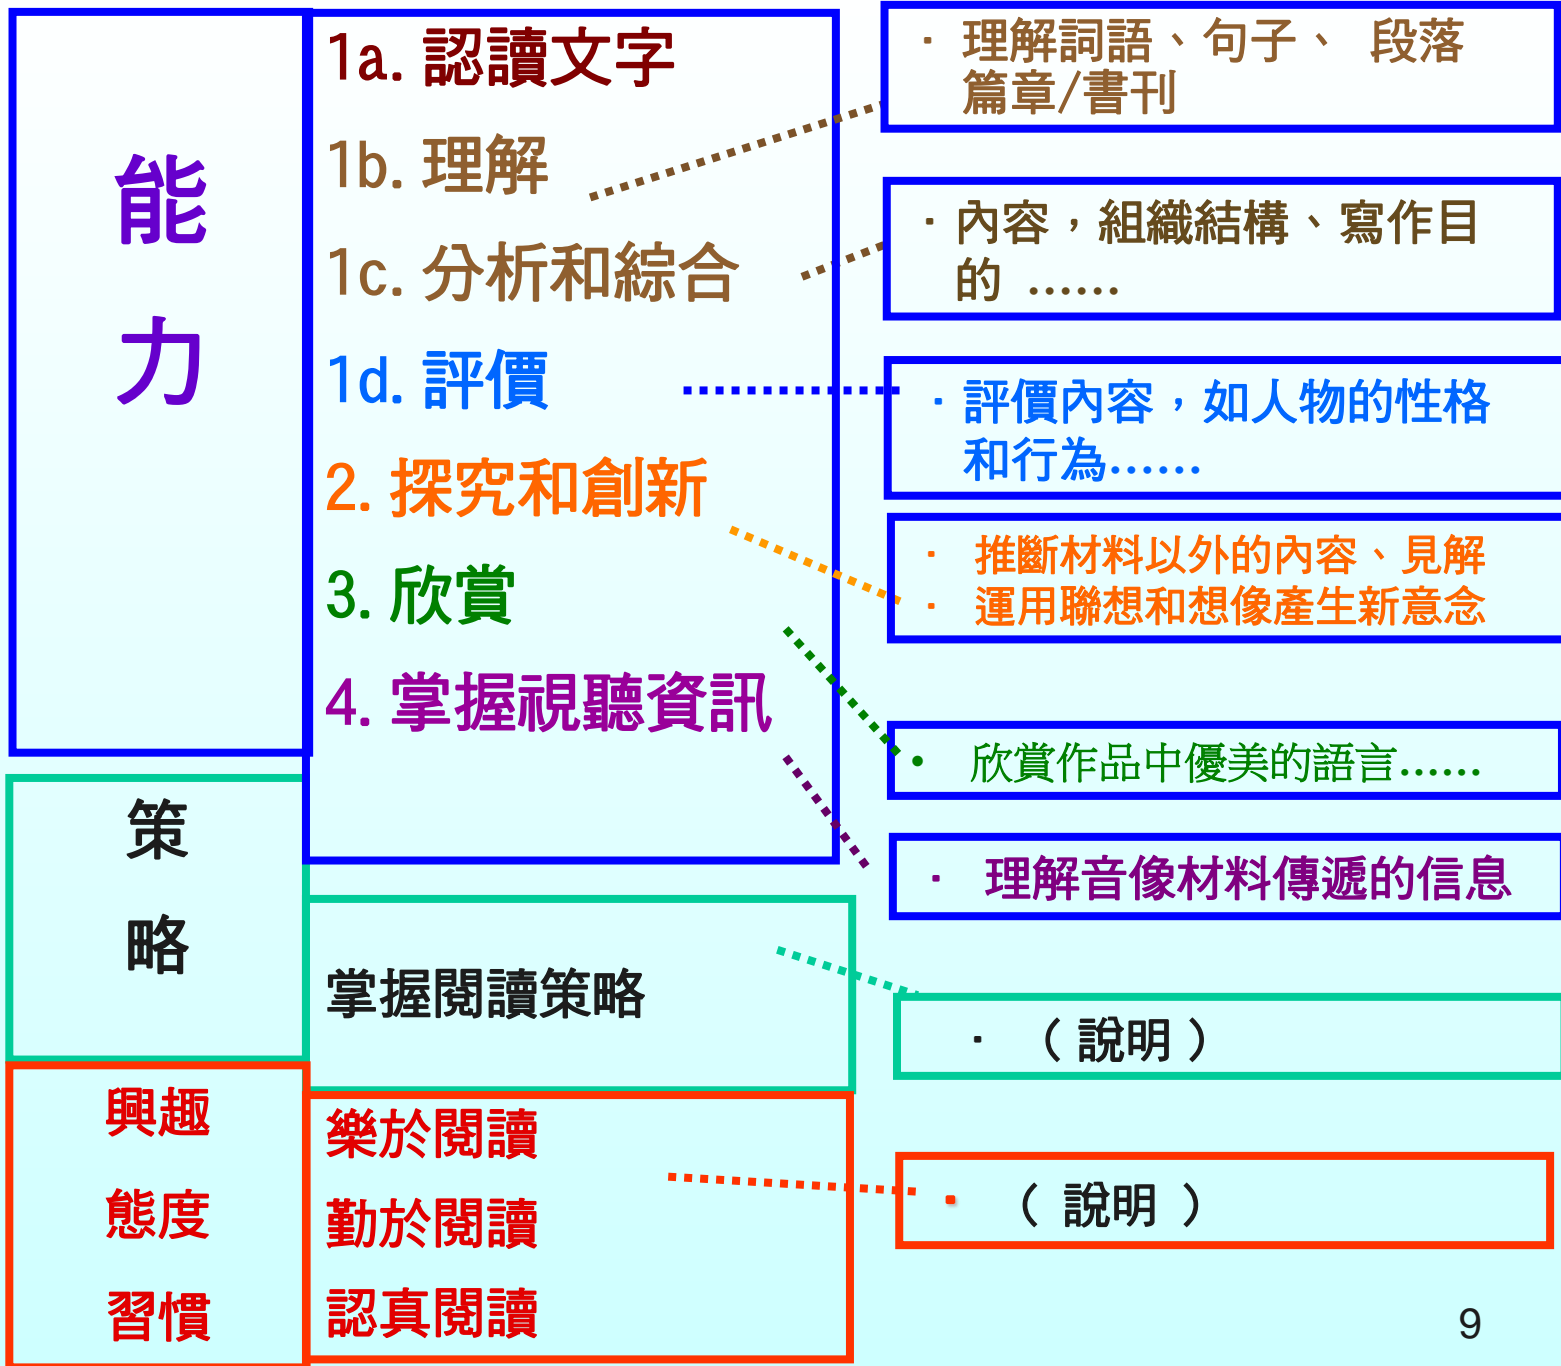 能
力
1a. 認讀文字
1b. 理解
1c. 分析和綜合
1d. 評價
2. 探究和創新
3. 欣賞
4. 掌握視聽資訊
· 理解詞語、句子、 段落
篇章/書刊
· 內容，組織結構、寫作目
的 ……
· 評價內容，如人物的性格
和行為……
· 推斷材料以外的內容、見解
· 運用聯想和想像產生新意念
• 欣賞作品中優美的語言……
· 理解音像材料傳遞的信息
策
略
掌握閱讀策略
· （ 說明 ）
興趣
態度
習慣
樂於閱讀
勤於閱讀
認真閱讀
· （ 說明 ）
9